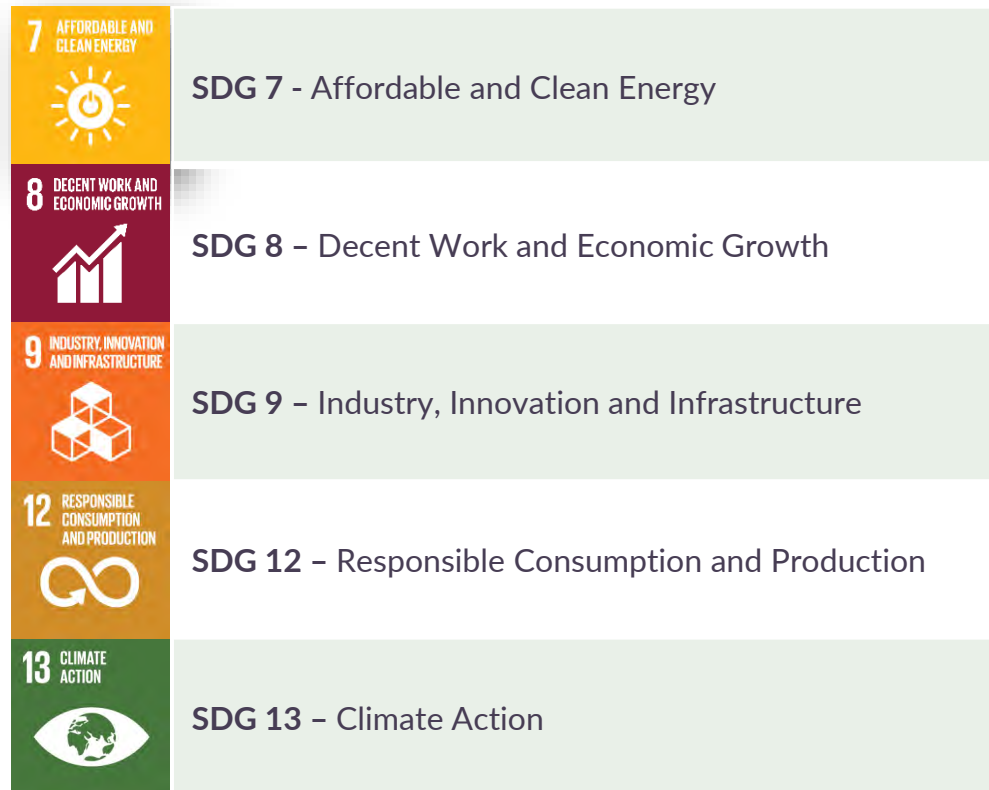 7 AFFORDABLE AND
CLEAN ENERGY
SDG 7 - Affordable and Clean Energy
8 DECENT WORK AND
ECONOMIC GROWTH
SDG 8 – Decent Work and Economic Growth
9 INDUSTRY, INNOVATION
AND INFRASTRUCTURE
SDG 9 – Industry, Innovation and Infrastructure
12 RESPONSIBLE
CONSUMPTION
AND PRODUCTION
SDG 12 – Responsible Consumption and Production
13 CLIMATE
ACTION
SDG 13 – Climate Action